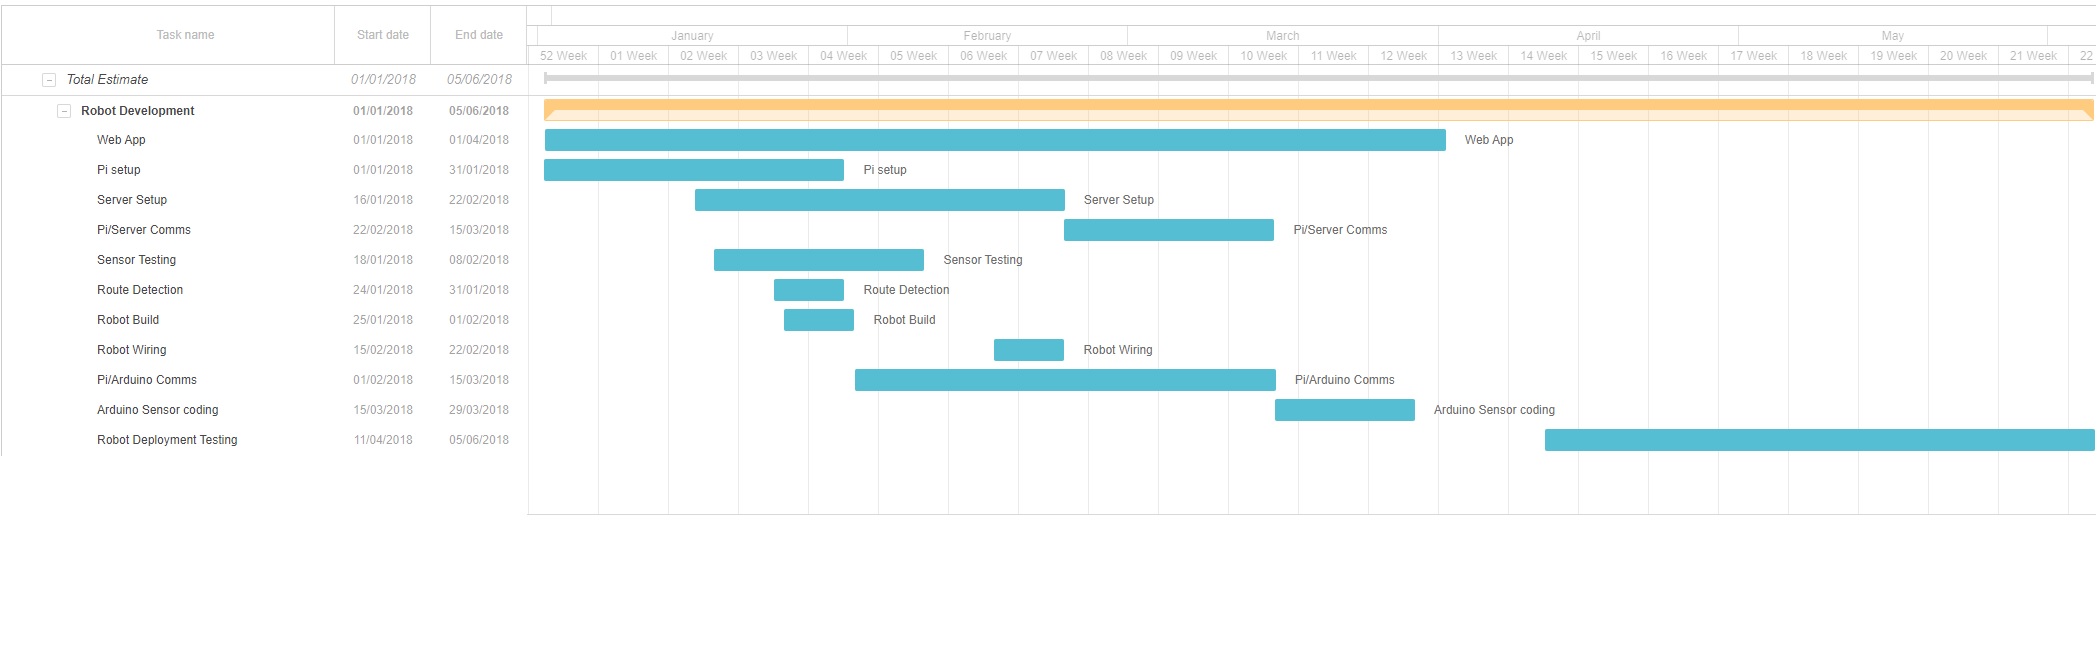 Task name Start date End date
January February March April May
52 Week 01 Week 02 Week 03 Week 04 Week 05 Week 06 Week 07 Week 08 Week 09 Week 10 Week 11 Week 12 Week 13 Week 14 Week 15 Week 16 Week 17 Week 18 Week 19 Week 20 Week 21 Week 22
Total Estimate 01/01/2018 05/06/2018
Robot Development 01/01/2018 05/06/2018
Web App 01/01/2018 01/04/2018 Web App
Pi setup 01/01/2018 31/01/2018 Pi setup
Server Setup 16/01/2018 22/02/2018 Server Setup
Pi/Server Comms 22/02/2018 15/03/2018 Pi/Server Comms
Sensor Testing 18/01/2018 08/02/2018 Sensor Testing
Route Detection 24/01/2018 31/01/2018 Route Detection
Robot Build 25/01/2018 01/02/2018 Robot Build
Robot Wiring 15/02/2018 22/02/2018 Robot Wiring
Pi/Arduino Comms 01/02/2018 15/03/2018 Pi/Arduino Comms
Arduino Sensor coding 15/03/2018 29/03/2018 Arduino Sensor coding
Robot Deployment Testing 11/04/2018 05/06/2018